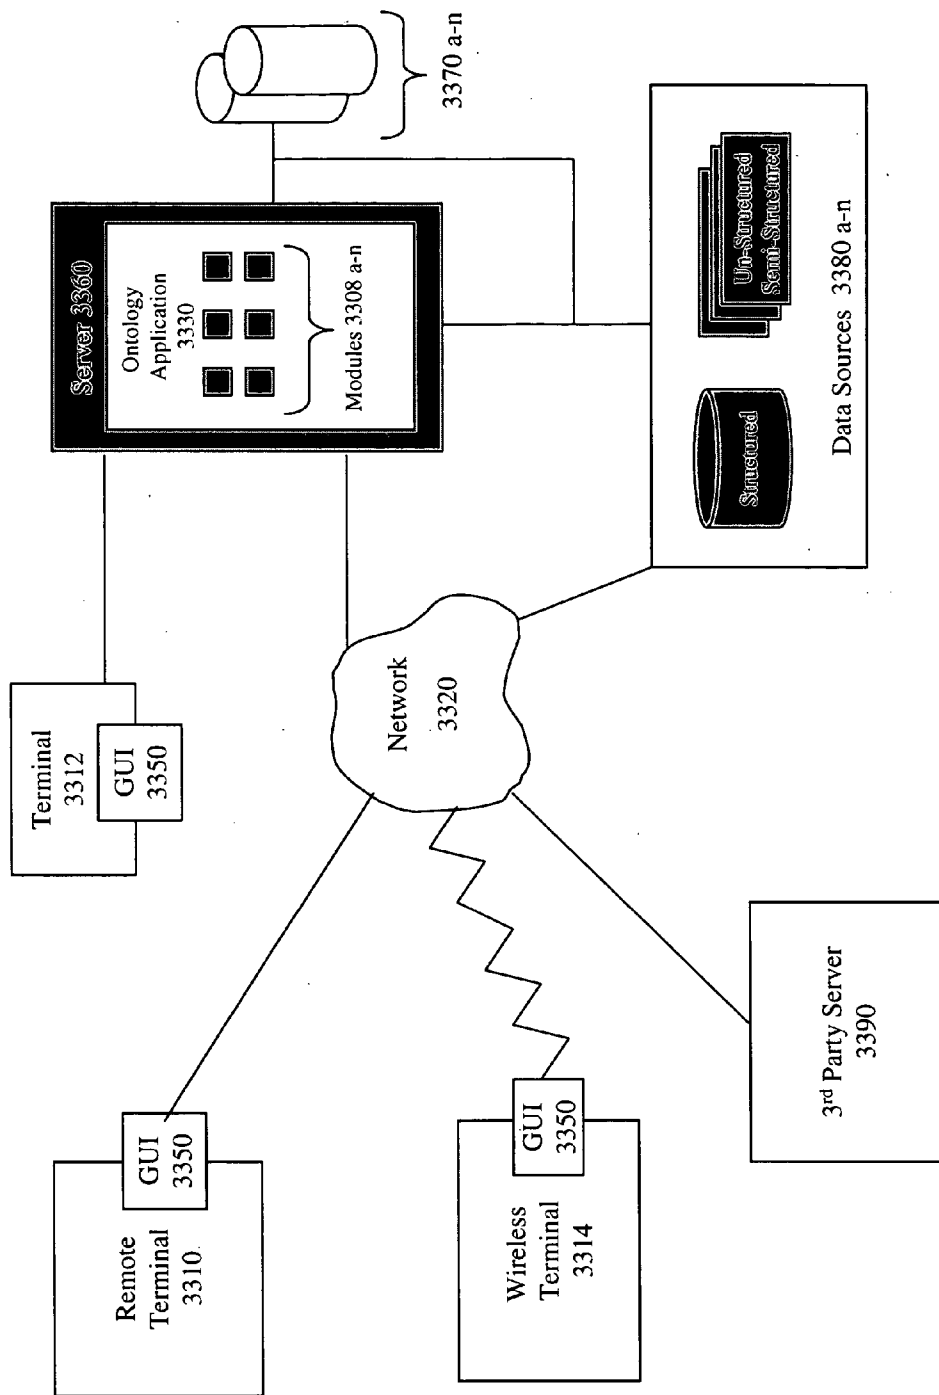 Remote
Terminal
3310
GUI
3350
Terminal
3312
GUI
3350
Server 3360
Ontology
Application
3330
Modules 3308 a-n
3370 a-n
Network
3320
Wireless
Terminal
3314
GUI
3350
3rd Party Server
3390
Structured
Un-Structured
Semi-Structured
Data Sources 3380 a-n